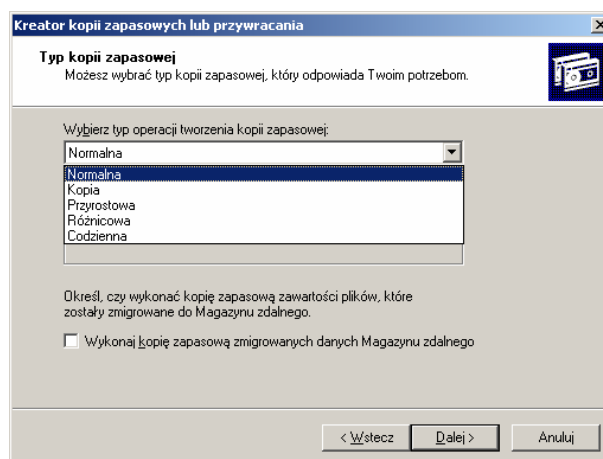 Kreator kopii zapasowych lub przywracania
Typ kopii zapasowej
Możesz wybrać typ kopii zapasowej, który odpowiada Twoim potrzebom.
Wybierz typ operacji tworzenia kopii zapasowej:
Normalna
Normalna
Kopia
Przyrostowa
Różnicowa
Codzienna
Określ, czy wykonać kopię zapasową zawartości plików, które
zostały zmigrowane do Magazynu zdalnego.
Wykonaj kopię zapasową zmigrowanych danych Magazynu zdalnego
< Wstecz Dalej > Anuluj